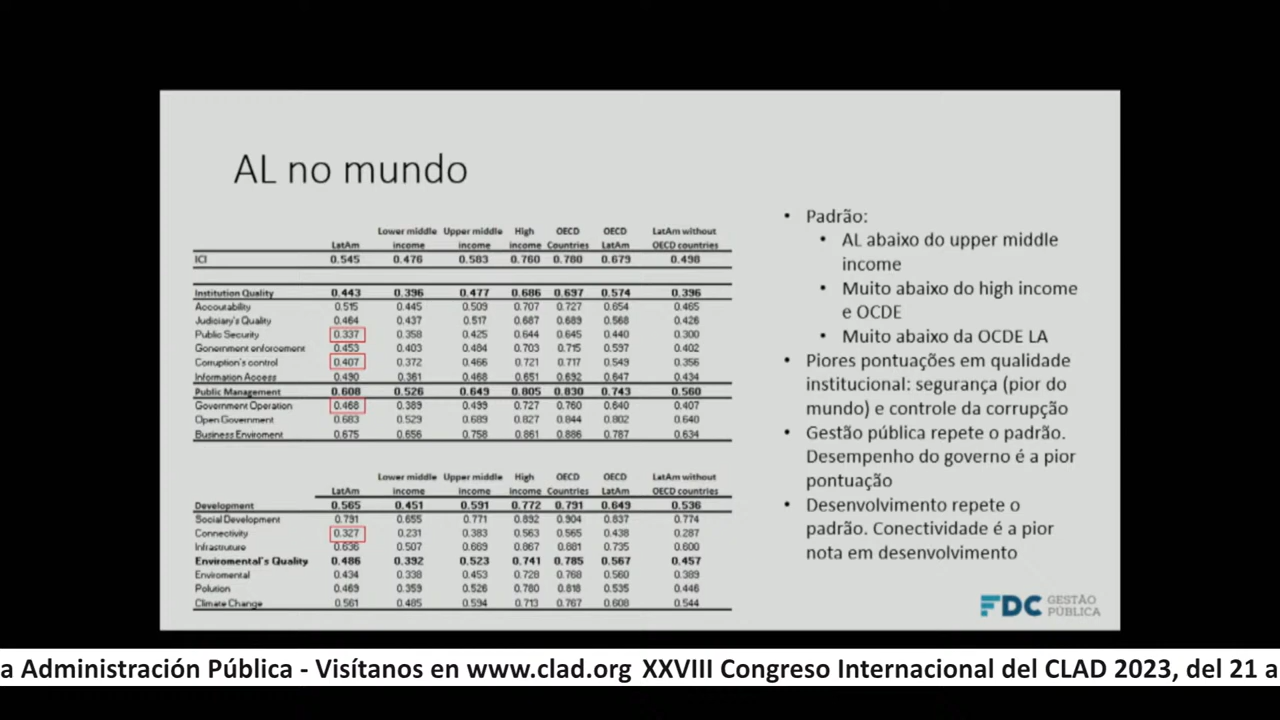 AL no mundo
Lower middle Upper middle High OECD OECD LatAm without
LatAm income income income Countries LatAm OECD countries
ICI 0.545 0.476 0.583 0.760 0.780 0.679 0.498
Institution Quality 0.443 0.396 0.477 0.686 0.697 0.574 0.396
Accountability 0.515 0.445 0.509 0.707 0.727 0.654 0.465
Judiciary's Quality 0.464 0.437 0.517 0.687 0.689 0.568 0.426
Public Security 0.337 0.358 0.425 0.644 0.645 0.440 0.300
Gonernment enforcement 0.453 0.403 0.484 0.703 0.715 0.597 0.402
Corruption's control 0.407 0.372 0.466 0.721 0.717 0.549 0.356
Information Access 0.490 0.361 0.468 0.651 0.692 0.647 0.434
Public Management 0.608 0.526 0.649 0.805 0.830 0.743 0.560
Government Operation 0.468 0.389 0.499 0.727 0.760 0.640 0.407
Open Government 0.683 0.529 0.689 0.827 0.844 0.802 0.640
Business Enviroment 0.675 0.656 0.758 0.861 0.886 0.787 0.634
Lower middle Upper middle High OECD OECD LatAm without
LatAm income income income Countries LatAm OECD countries
Development 0.565 0.451 0.591 0.772 0.791 0.649 0.536
Social Development 0.791 0.655 0.771 0.892 0.904 0.837 0.774
Connectivity 0.327 0.231 0.383 0.563 0.565 0.438 0.287
Infrastruture 0.636 0.507 0.669 0.867 0.881 0.735 0.600
Enviromental's Quality 0.486 0.392 0.523 0.741 0.785 0.567 0.457
Enviromental 0.434 0.338 0.453 0.728 0.768 0.560 0.389
Polution 0.469 0.359 0.526 0.780 0.818 0.535 0.446
Climate Change 0.561 0.485 0.594 0.713 0.767 0.608 0.544
• Padrão:
• AL abaixo do upper middle
income
• Muito abaixo do high income
e OCDE
• Muito abaixo da OCDE LA
• Piores pontuações em qualidade
institucional: segurança (pior do
mundo) e controle da corrupção
• Gestão pública repete o padrão.
Desempenho do governo é a pior
pontuação
• Desenvolvimento repete o
padrão. Conectividade é a pior
nota em desenvolvimento
FDC GESTÃO
PÚBLICA
a Administración Pública - Visítanos en www.clad.org XXVIII Congreso Internacional del CLAD 2023, del 21 a